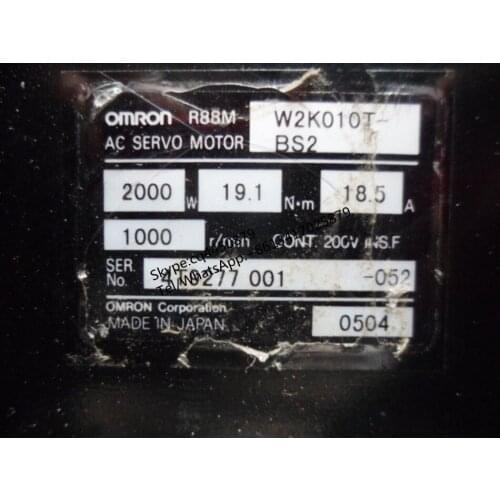 OMRON R88M- W2K010T-
AC SERVO MOTOR BS2
2000 W 19.1 N·m 18.5 A
1000 r/min CONT. 200V INS.F
SER. No. 277 001 -052
OMRON Corporation
MADE IN JAPAN 0504